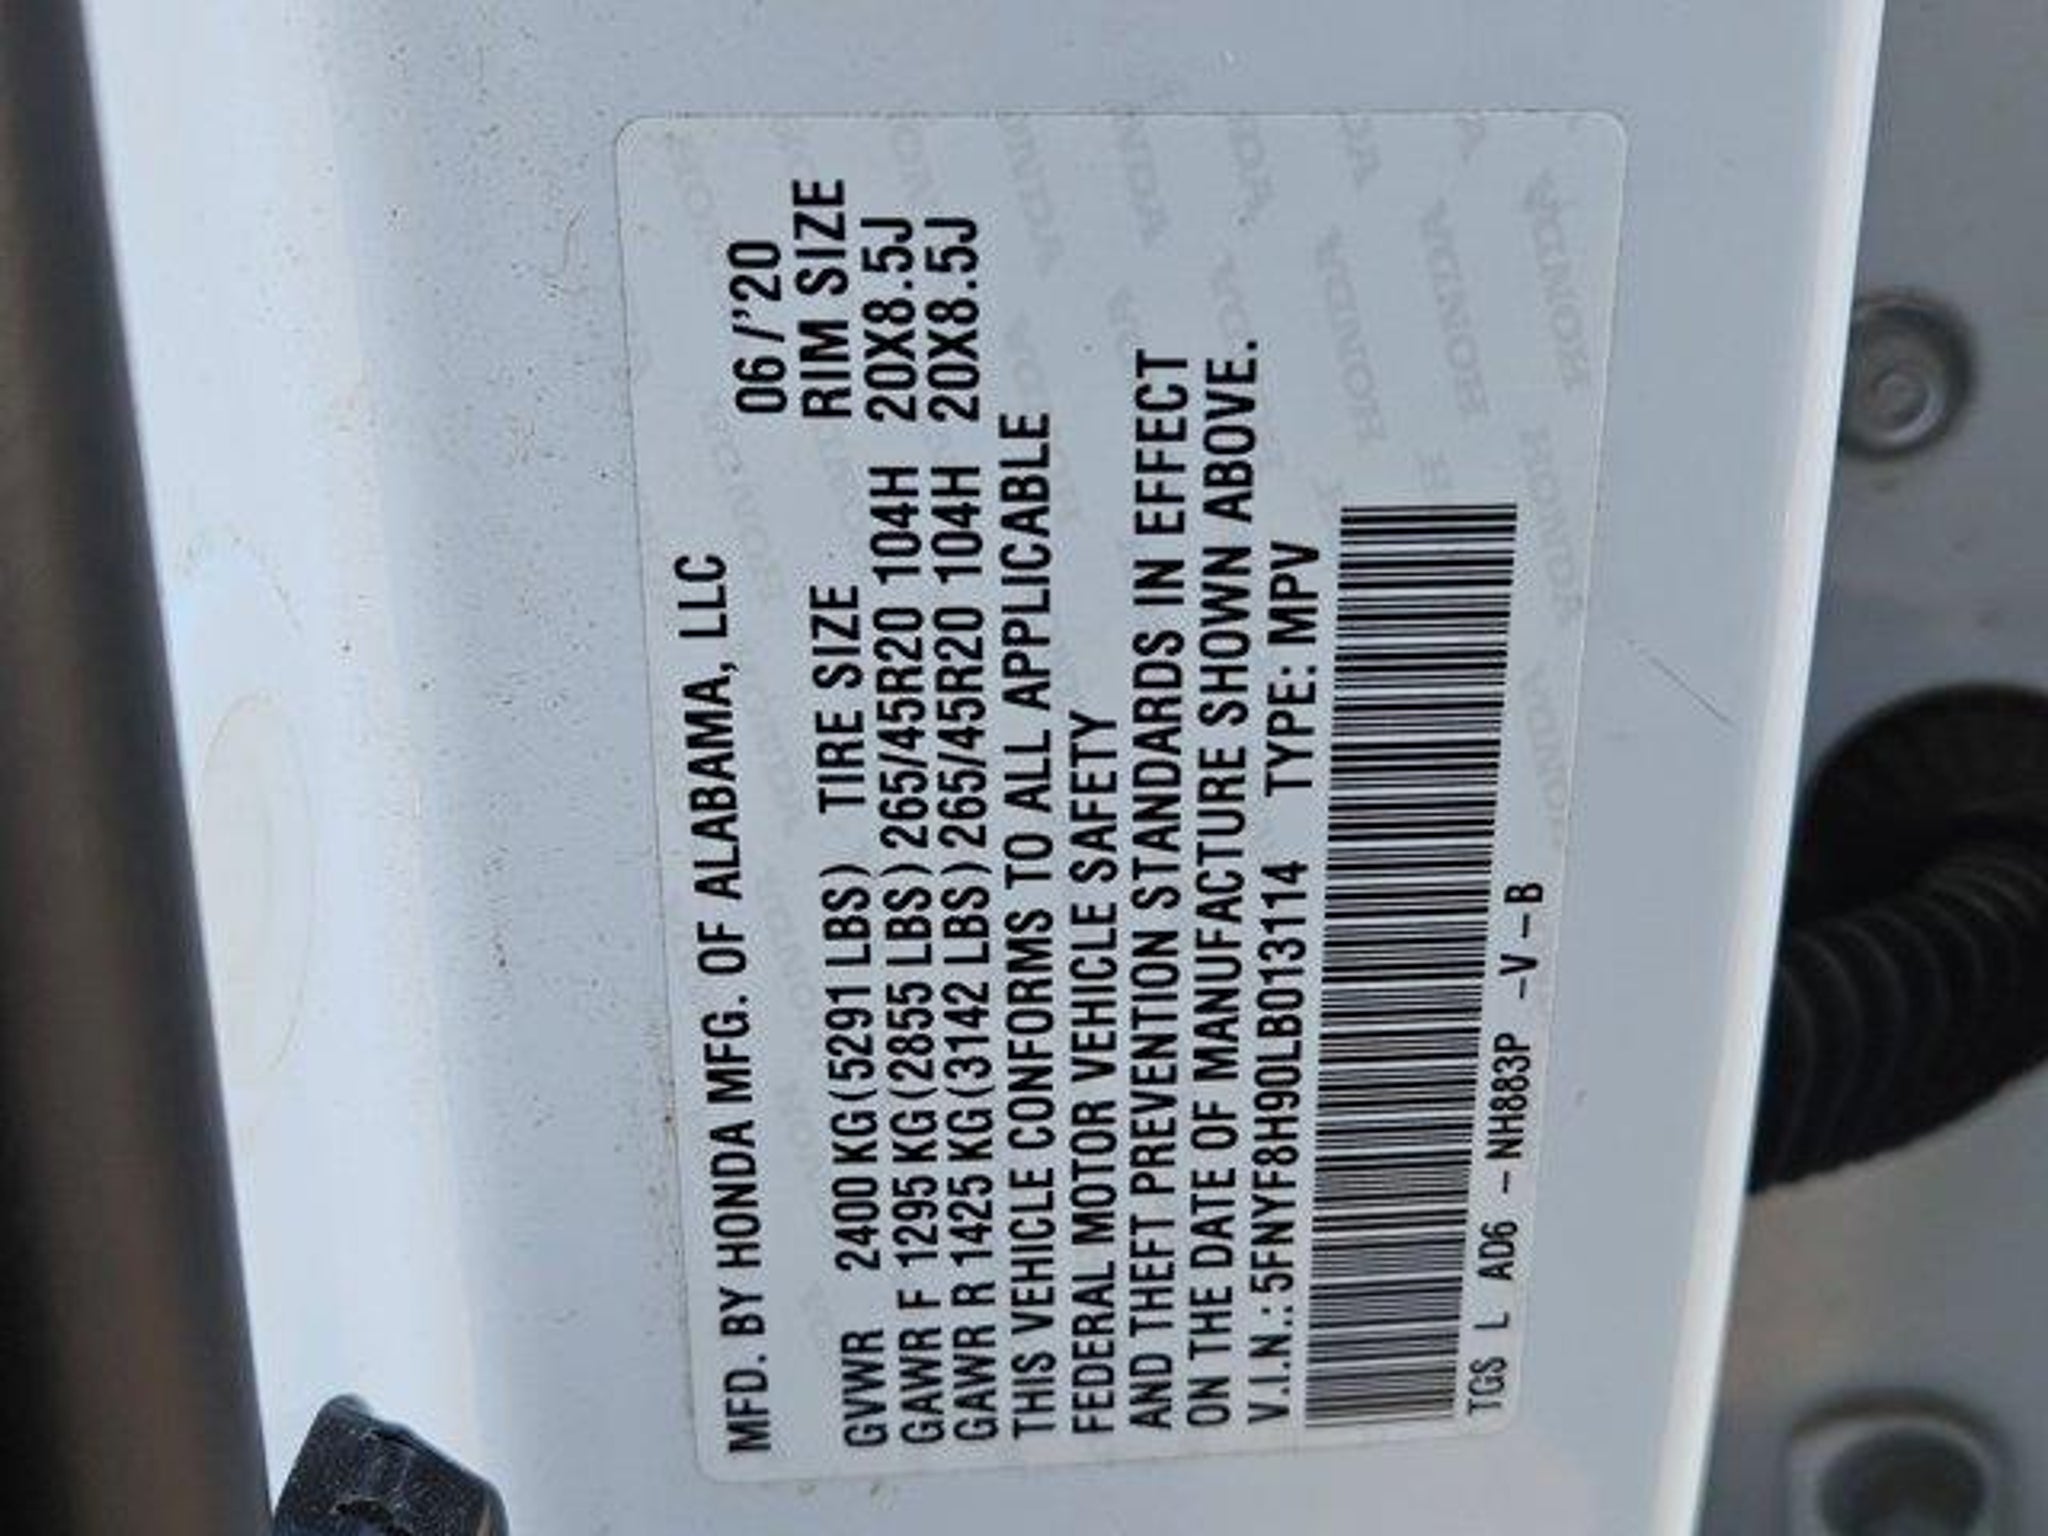 MFD. BY HONDA MFG. OF ALABAMA, LLC
06/'20
TIRE SIZE RIM SIZE
GVWR 2400 KG (5291 LBS)
GAWR F 1295 KG (2855 LBS) 265/45R20 104H 20X8.5J
GAWR R 1425 KG (3142 LBS) 265/45R20 104H 20X8.5J
THIS VEHICLE CONFORMS TO ALL APPLICABLE
FEDERAL MOTOR VEHICLE SAFETY
AND THEFT PREVENTION STANDARDS IN EFFECT
ON THE DATE OF MANUFACTURE SHOWN ABOVE.
V.I.N.: 5FNYF8H90LB013114 TYPE: MPV
TGS L AD6 -NH883P -V-B
HONDA